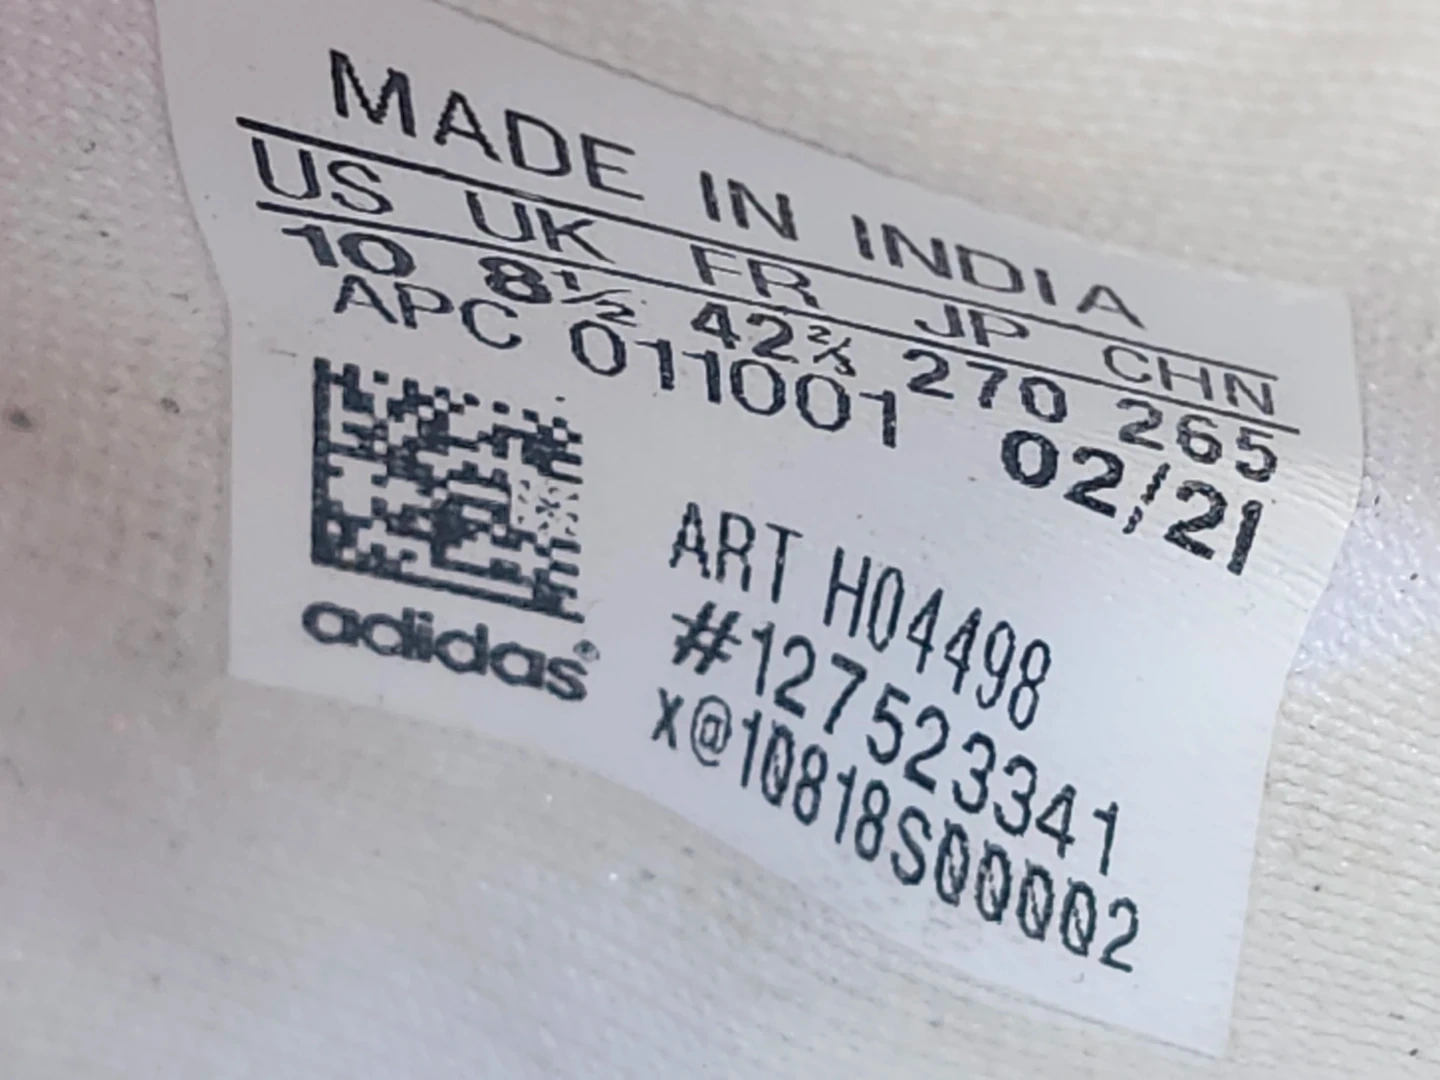 MADE IN INDIA
US UK FR JP CHN
10 8½ 42⅔ 270 265
APC 011001 02/21
ART H04498
#127523341
x@10818S00002
adidas®